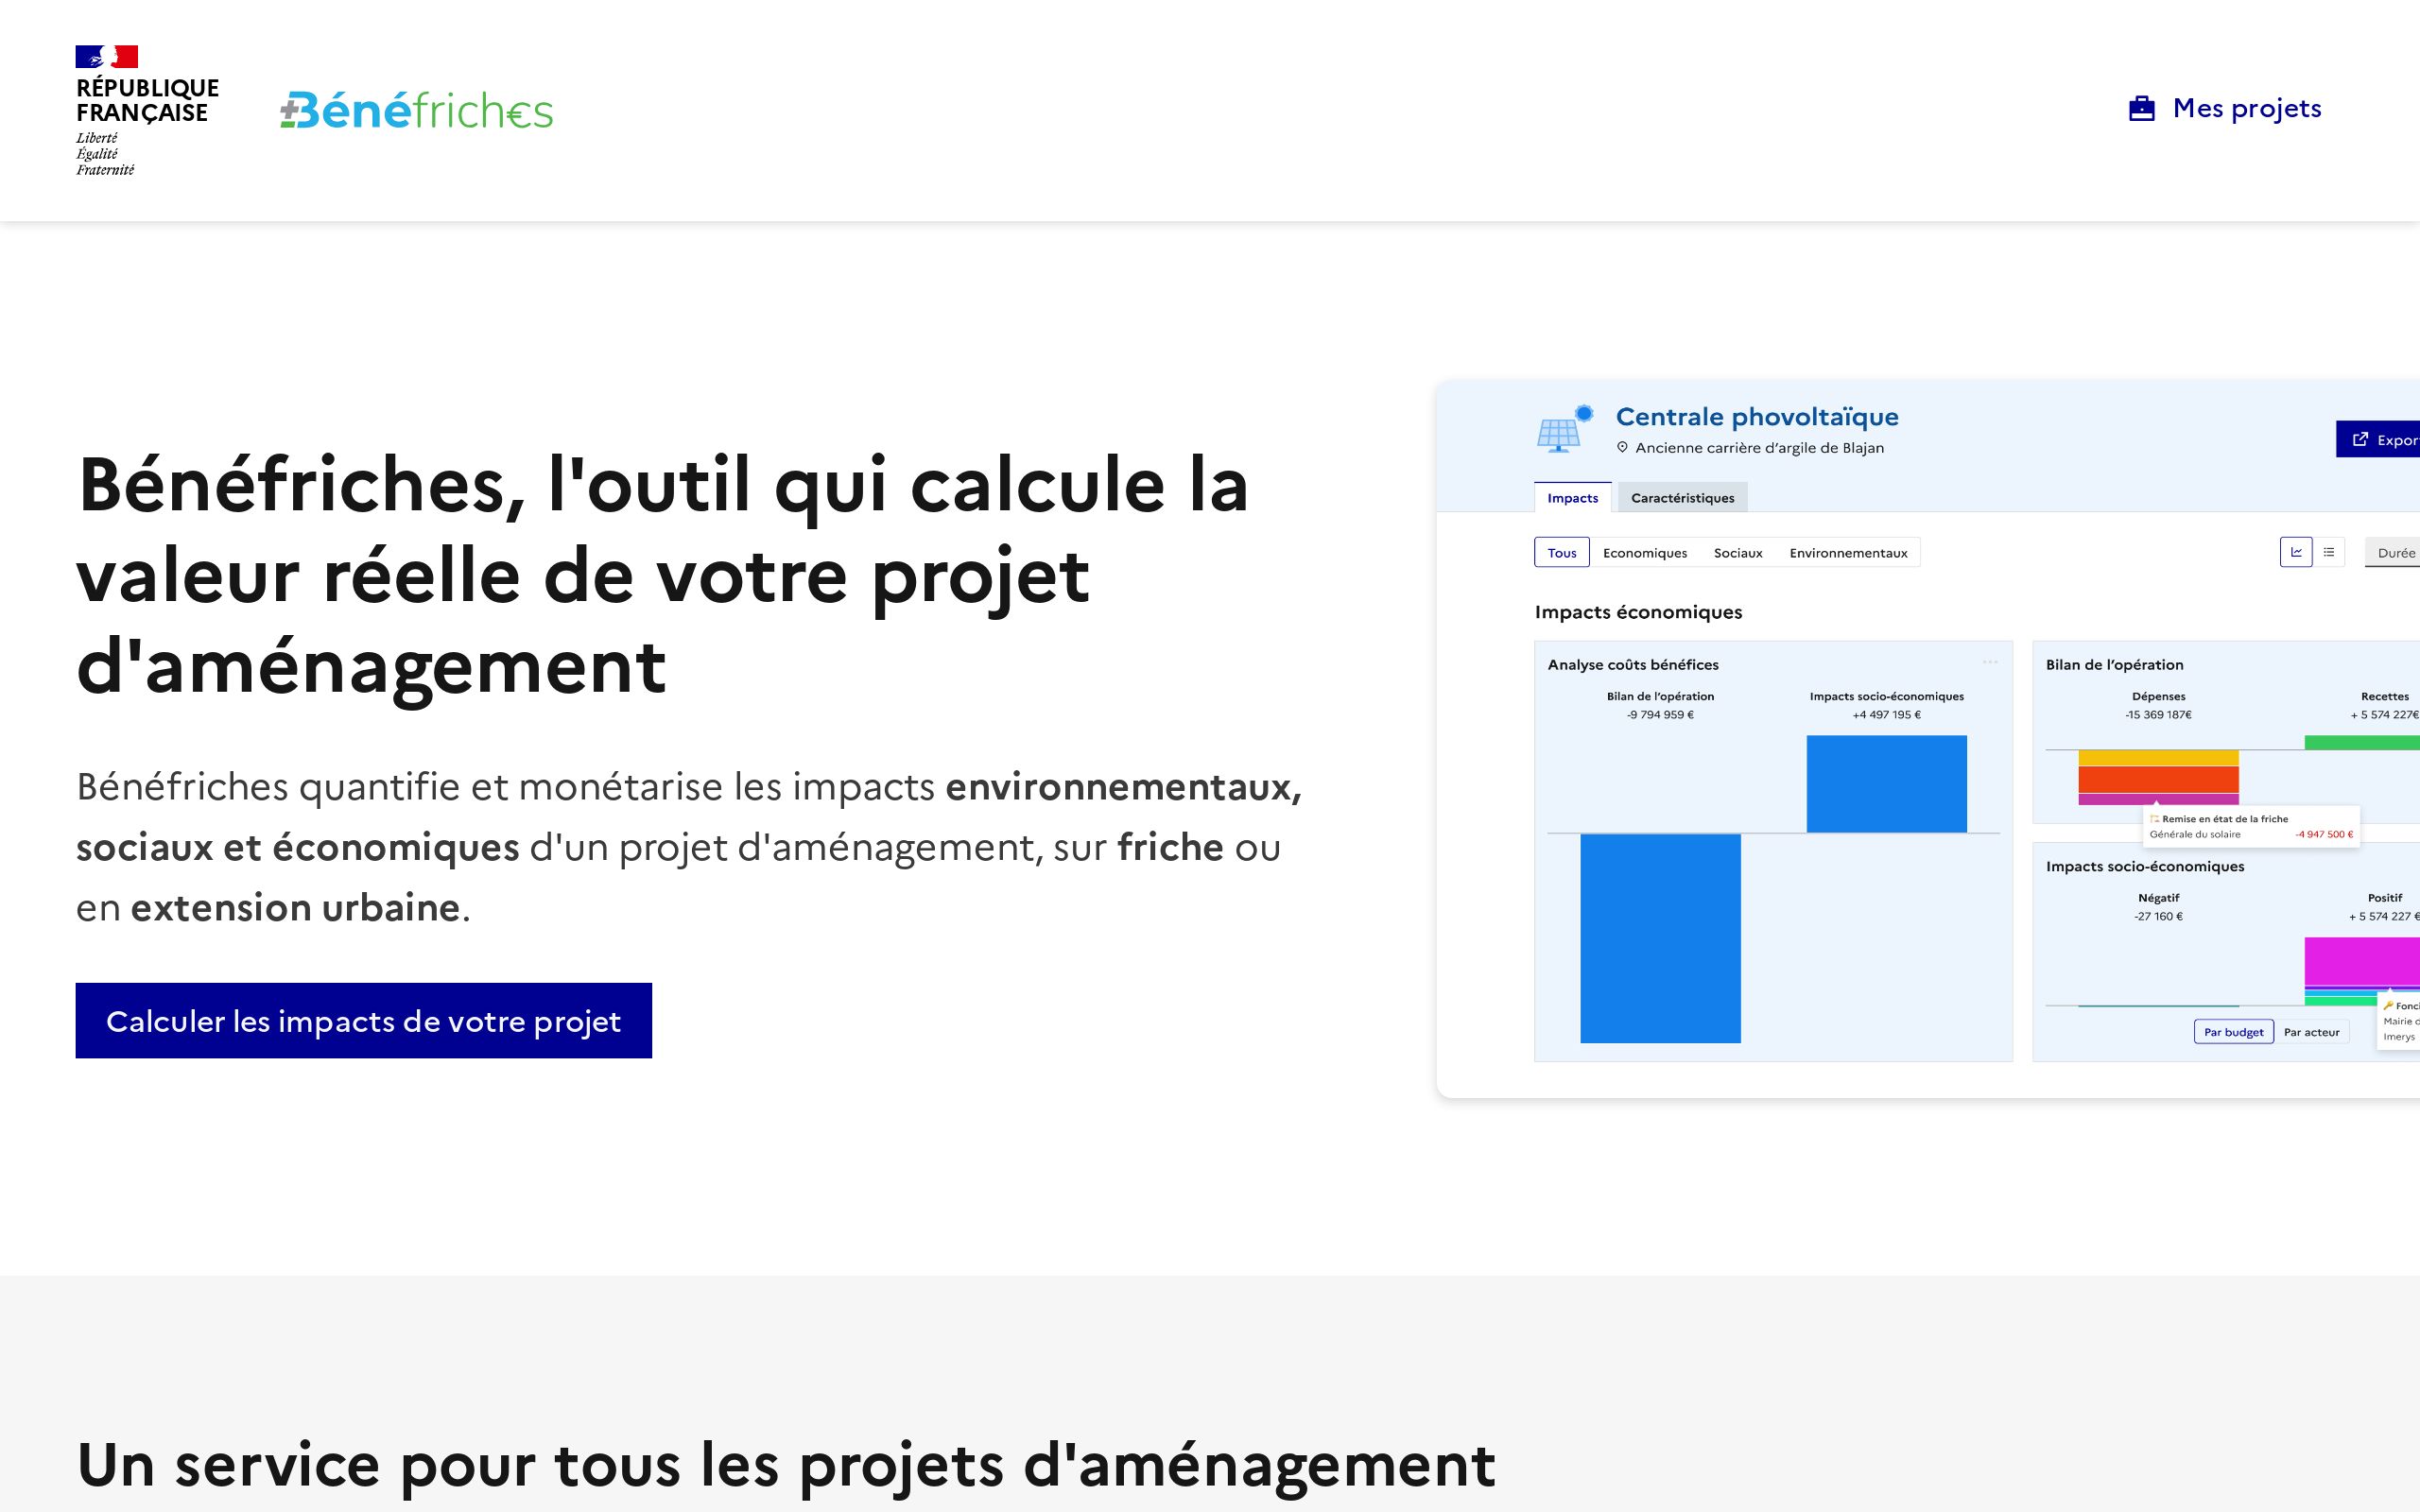 RÉPUBLIQUE
FRANÇAISE
Liberté
Égalité
Fraternité
Bénéfrich€s
Mes projets
Bénéfriches, l'outil qui calcule la
valeur réelle de votre projet
d'aménagement
Bénéfriches quantifie et monétarise les impacts environnementaux,
sociaux et économiques d'un projet d'aménagement, sur friche ou
en extension urbaine.
Calculer les impacts de votre projet
Centrale phovoltaïque
Ancienne carrière d’argile de Blajan
Impacts Caractéristiques
Tous Economiques Sociaux Environnementaux
Durée
Impacts économiques
Analyse coûts bénéfices
Bilan de l’opération Impacts socio-économiques
-9 794 959 € +4 497 195 €
Bilan de l’opération
Dépenses Recettes
-15 369 187€ + 5 574 227€
Remise en état de la friche
Générale du solaire -4 947 500 €
Impacts socio-économiques
Négatif Positif
-27 160 € + 5 574 227 €
Mairie
Imerys
Par budget Par acteur
Un service pour tous les projets d'aménagement